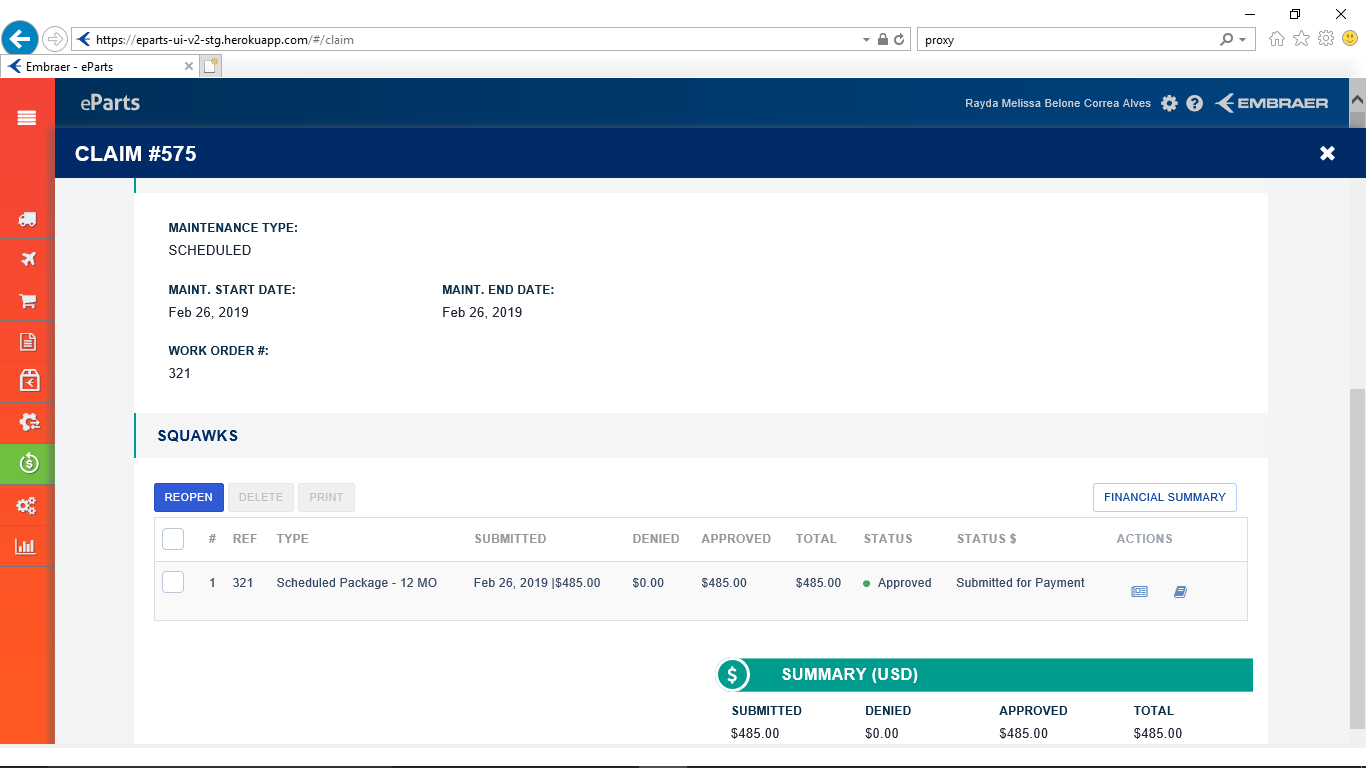 https://eparts-ui-v2-stg.herokuapp.com/#/claim
proxy
Embraer - eParts
eParts
Rayda Melissa Belone Correa Alves
EMBRAER
CLAIM #575
MAINTENANCE TYPE:
SCHEDULED
MAINT. START DATE: MAINT. END DATE:
Feb 26, 2019 Feb 26, 2019
WORK ORDER #:
321
SQUAWKS
REOPEN DELETE PRINT FINANCIAL SUMMARY
# REF TYPE SUBMITTED DENIED APPROVED TOTAL STATUS STATUS $ ACTIONS
1 321 Scheduled Package - 12 MO Feb 26, 2019 |$485.00 $0.00 $485.00 $485.00 Approved Submitted for Payment
$ SUMMARY (USD)
SUBMITTED DENIED APPROVED TOTAL
$485.00 $0.00 $485.00 $485.00